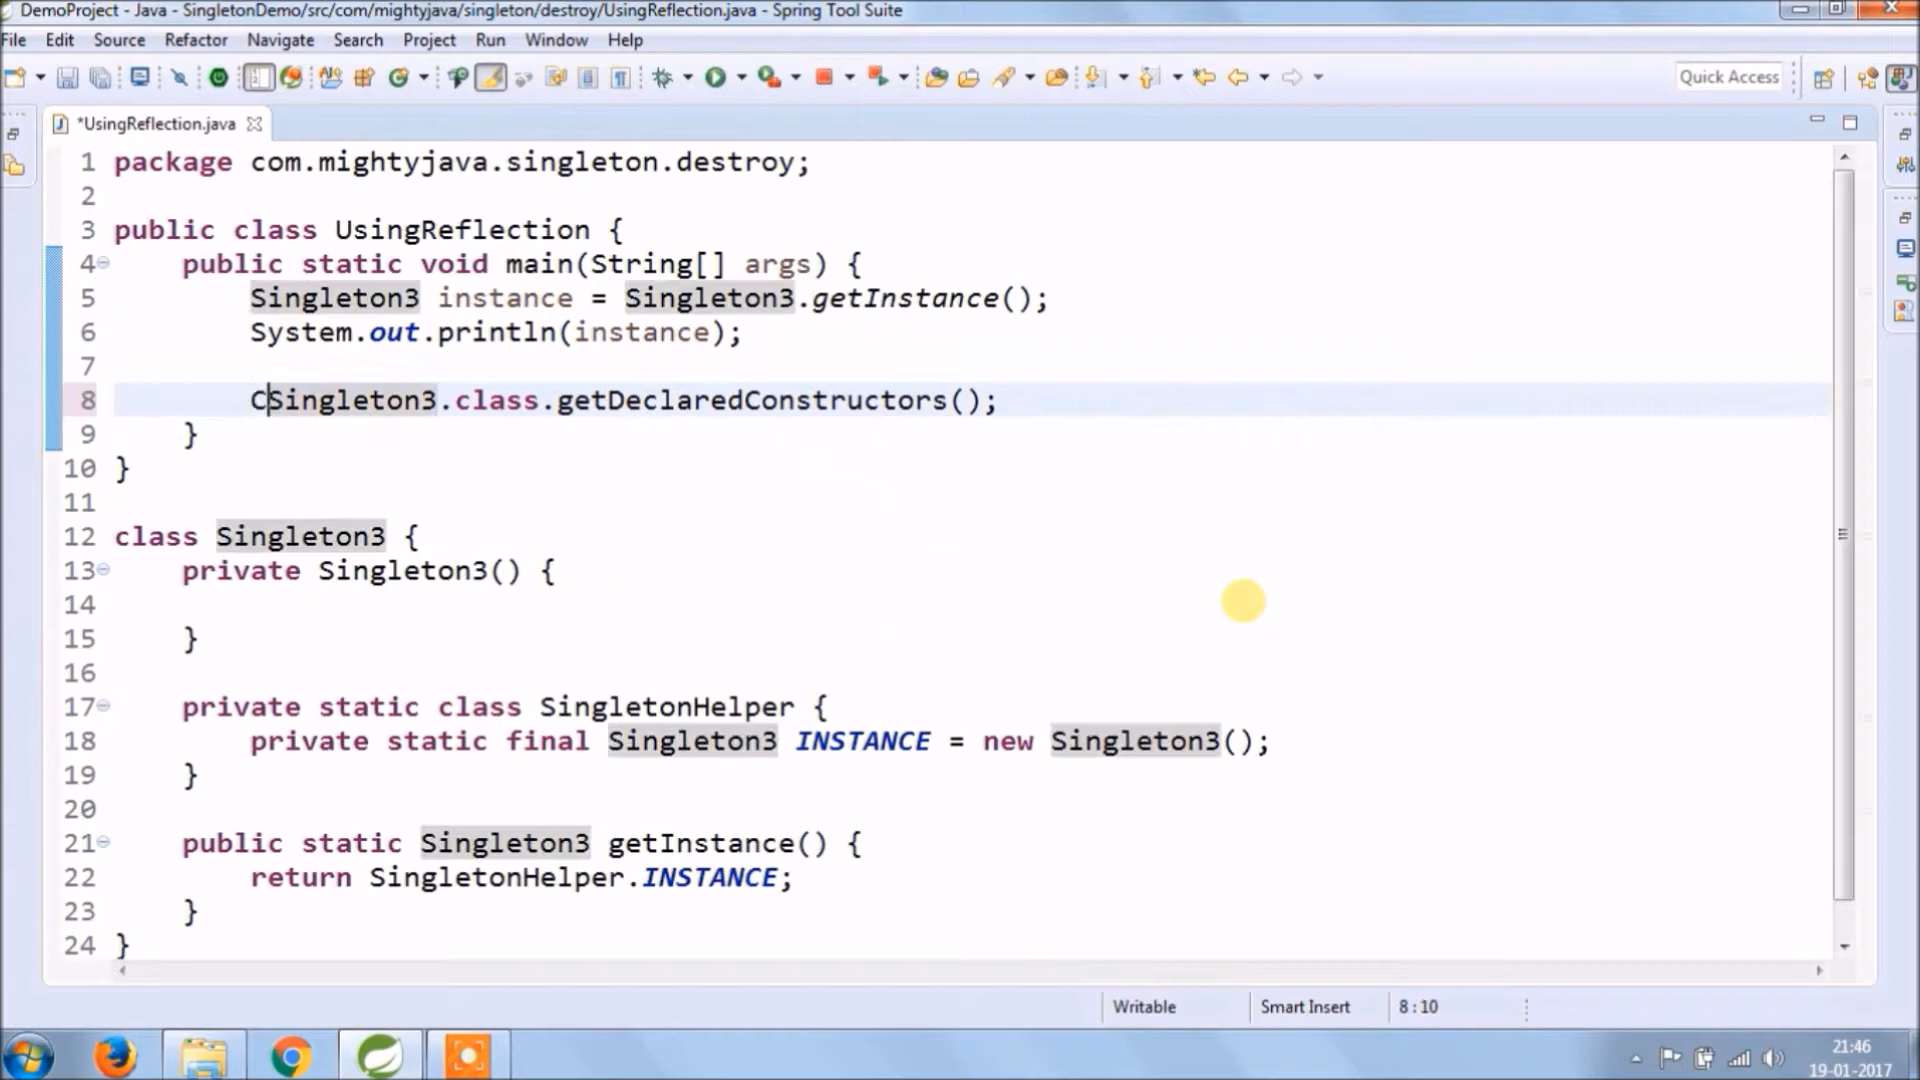 DemoProject - Java - SingletonDemo/src/com/mightyjava/singleton/destroy/UsingReflection.java - Spring Tool Suite
File Edit Source Refactor Navigate Search Project Run Window Help
Quick Access
*UsingReflection.java
1 package com.mightyjava.singleton.destroy;
2
3 public class UsingReflection {
4 public static void main(String[] args) {
5 Singleton3 instance = Singleton3.getInstance();
6 System.out.println(instance);
7
8 CSingleton3.class.getDeclaredConstructors();
9 }
10 }
11
12 class Singleton3 {
13 private Singleton3() {
14
15 }
16
17 private static class SingletonHelper {
18 private static final Singleton3 INSTANCE = new Singleton3();
19 }
20
21 public static Singleton3 getInstance() {
22 return SingletonHelper.INSTANCE;
23 }
24 }
Writable Smart Insert 8 : 10
21:46
19-01-2017